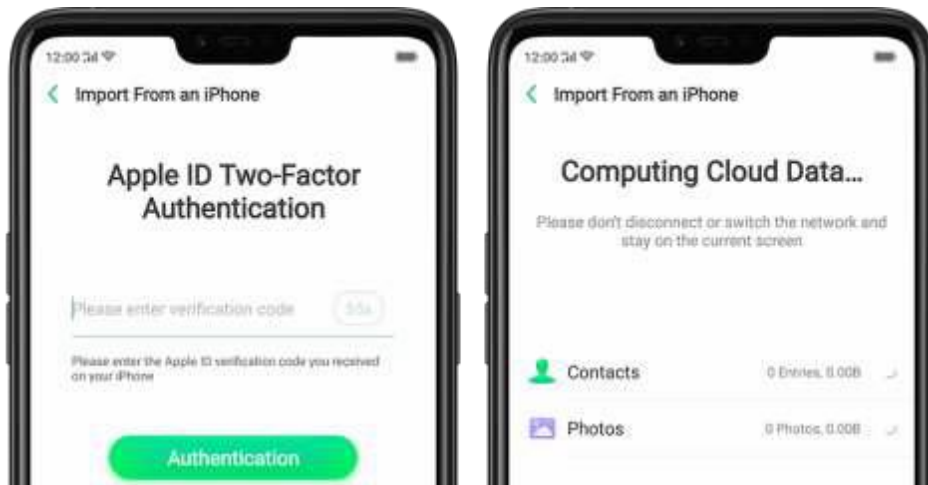 12:00
Import From an iPhone
Apple ID Two-Factor
Authentication
Please enter verification code
Please enter the Apple ID verification code you received
on your iPhone
Authentication
12:00
Import From an iPhone
Computing Cloud Data...
Please don't disconnect or switch the network and
stay on the current screen
Contacts 0 Entries, 0.00B
Photos 0 Photos, 0.00B